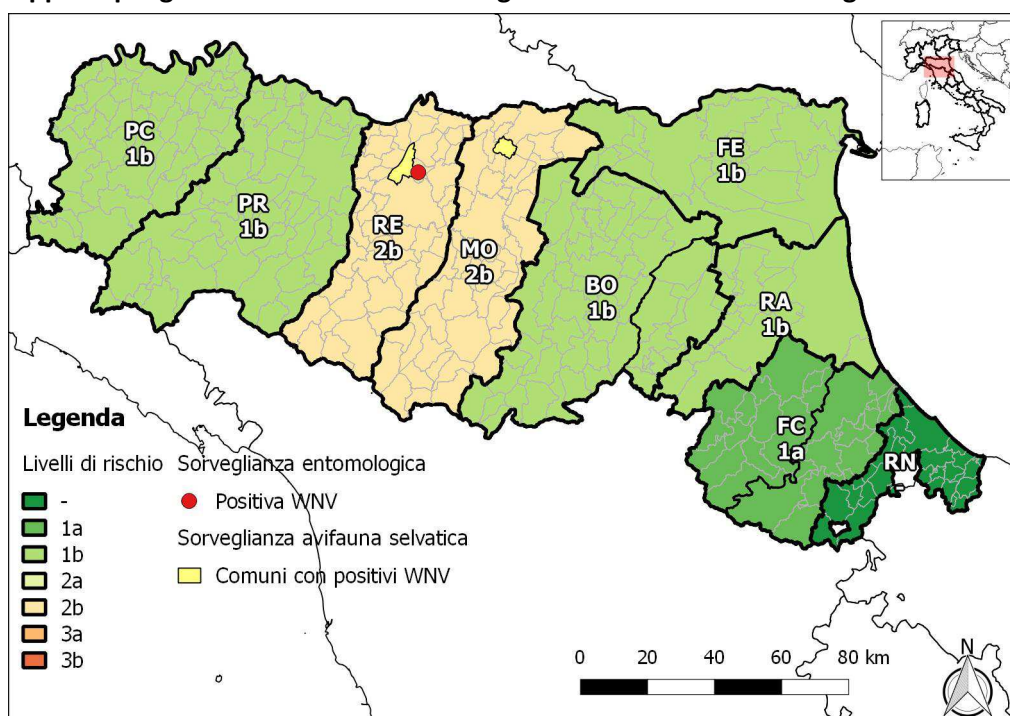 PC
1b
PR
1b
RE
2b
MO
2b
BO
1b
FE
1b
RA
1b
FC
1a
RN
Legenda
Livelli di rischio
-
1a
1b
2a
2b
3a
3b
Sorveglianza entomologica
Positiva WNV
Sorveglianza avifauna selvatica
Comuni con positivi WNV
0 20 40 60 80 km
N